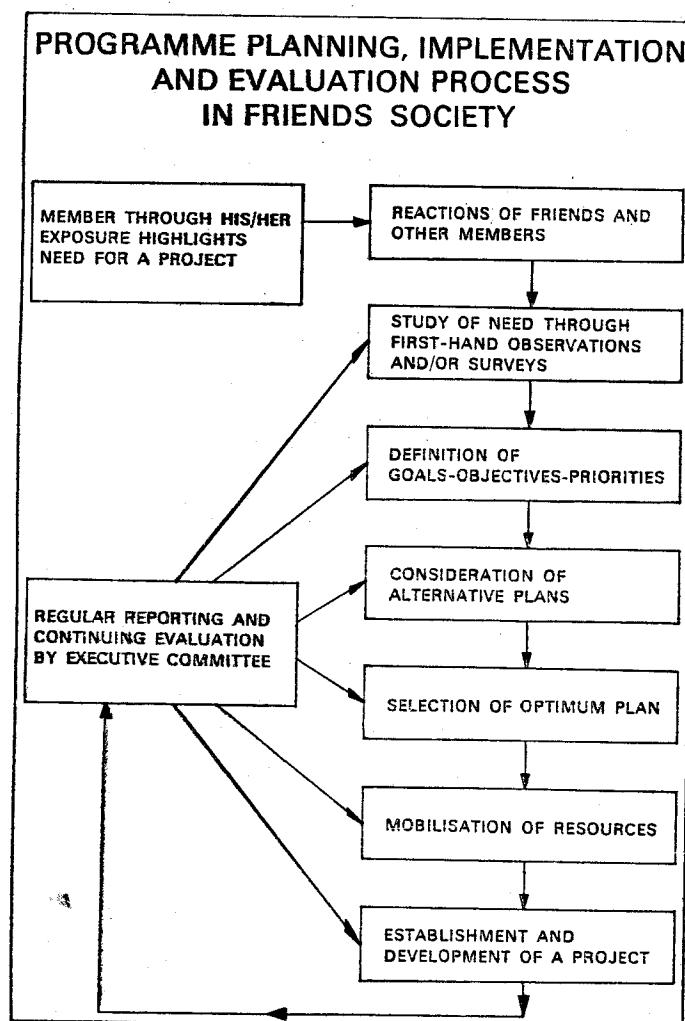 PROGRAMME PLANNING, IMPLEMENTATION
AND EVALUATION PROCESS
IN FRIENDS SOCIETY
MEMBER THROUGH HIS/HER
EXPOSURE HIGHLIGHTS
NEED FOR A PROJECT
REACTIONS OF FRIENDS AND
OTHER MEMBERS
STUDY OF NEED THROUGH
FIRST-HAND OBSERVATIONS
AND/OR SURVEYS
DEFINITION OF
GOALS-OBJECTIVES-PRIORITIES
CONSIDERATION OF
ALTERNATIVE PLANS
REGULAR REPORTING AND
CONTINUING EVALUATION
BY EXECUTIVE COMMITTEE
SELECTION OF OPTIMUM PLAN
MOBILISATION OF RESOURCES
ESTABLISHMENT AND
DEVELOPMENT OF A PROJECT